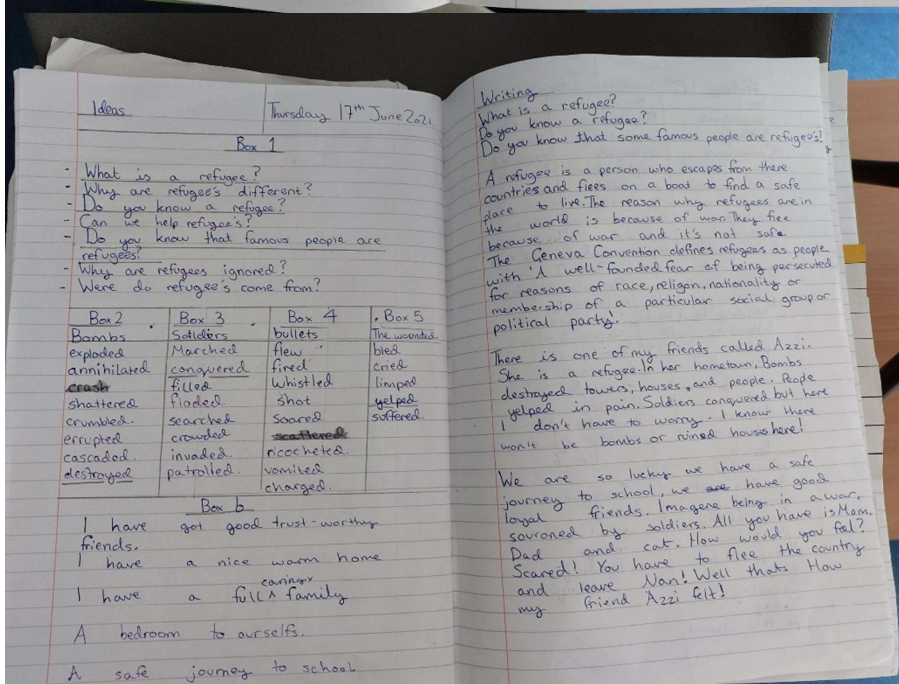 Ideas
Thursday 17th June 2021
Box 1
- What is a refugee?
- Why are refugee's different?
- Do you know a refugee?
- Can we help refugee's?
- Do you know that famous people are
refugees?
- Why are refugees ignored?
- Were do refugee's come from?
Box 2
Bombs
exploded
annihilated
crash
shattered
crumbled.
errupted
cascaded.
destroyed
Box 3
Soldiers
Marched
conquered
filled
floded
searched
crowded
invaded.
patrolled.
Box 4
bullets
flew
fired
whistled
shot
Soared
scattered
ricocheted.
vomited
charged.
Box 5
The wounded
bled
cried
limped
yelped
suffered.
Box b
I have got good trust-worthy
friends.
I have a nice warm home
I have a full ^ caring family
A bedroom to ourselfs.
A safe journey to school
Writing
What is a refugee?
Do you know a refugee?
Do you know that some famous people are refugee's!
A refugee is a person who escapes from there
countries and flees on a boat to find a safe
place to live. The reason why refugees are in
the world is because of war. They flee
because of war and it's not safe.
The Geneva Convention defines refugees as people
with 'A well-founded fear of being persecuted
for reasons of race, religon, nationality or
membership of a particular social group or
political party'.
There is one of my friends called Azzi.
She is a refugee. In her hometown, Bombs
destroyed towers, houses, and people. People
yelped in pain. Soldiers conquered but here
I don't have to worry. I know there
won't be bombs or ruined houses here!
We are so lucky we have a safe
journey to school, we are have good
loyal friends. Imagene being in a war,
souroned by soldiers. All you have is Mom,
Dad and cat. How would you feel?
Scared! You have to flee the country
and leave Nan! Well thats How
my friend Azzi felt!